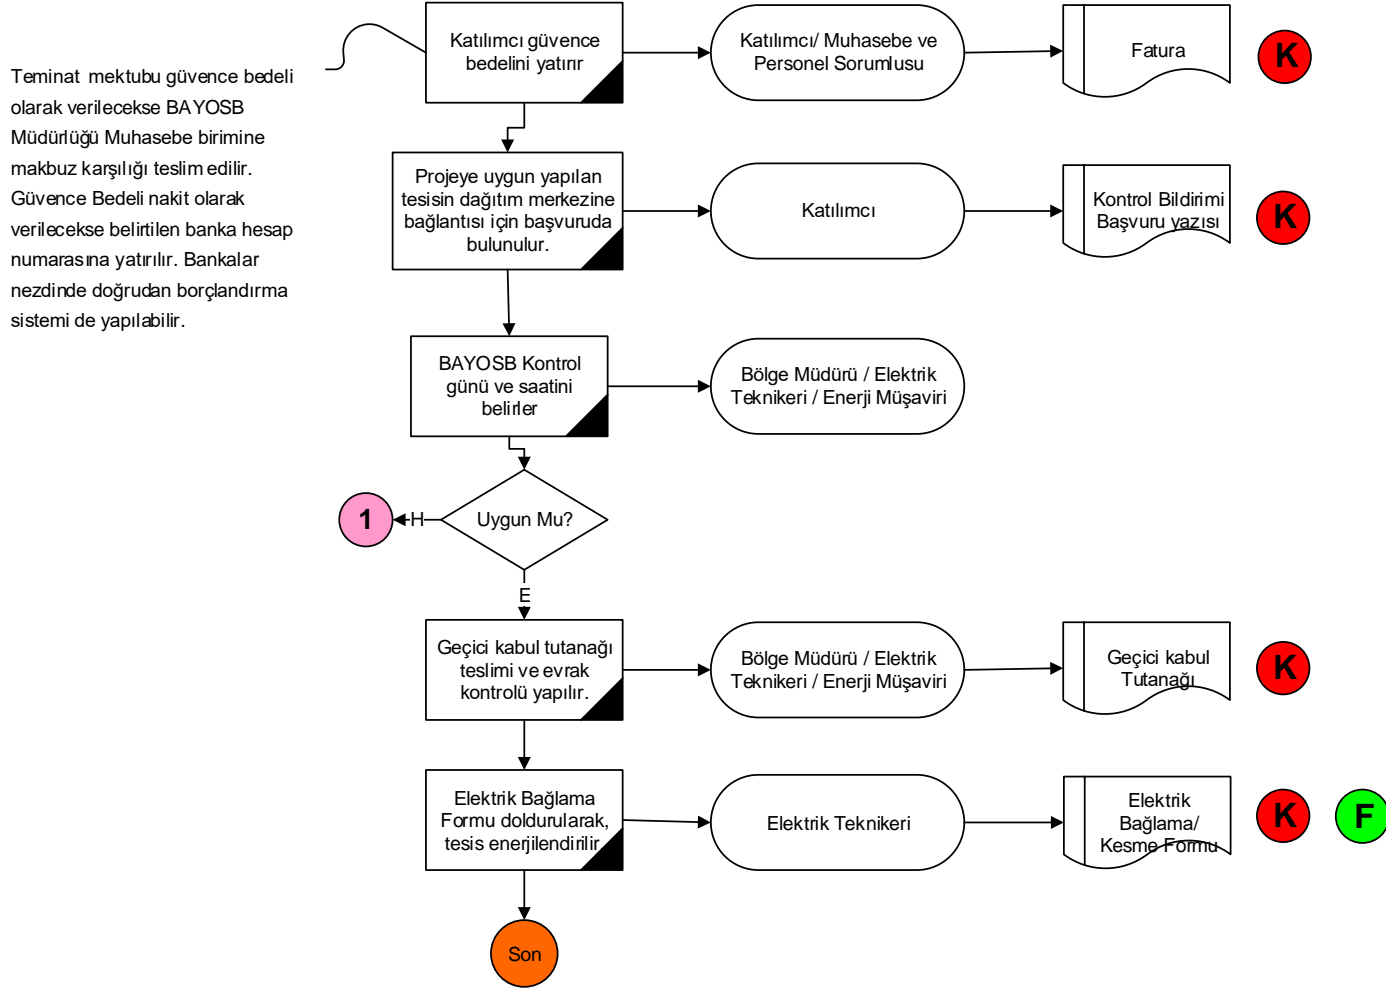 Teminat mektubu güvence bedeli
olarak verilecekse BAYOSB
Müdürlüğü Muhasebe birimine
makbuz karşılığı teslim edilir.
Güvence Bedeli nakit olarak
verilecekse belirtilen banka hesap
numarasına yatırılır. Bankalar
nezdinde doğrudan borçlandırma
sistemi de yapılabilir.
Katılımcı güvence
bedelini yatırır
Katılımcı/ Muhasebe ve
Personel Sorumlusu
Fatura
K
Projeye uygun yapılan
tesisin dağıtım merkezine
bağlantısı için başvuruda
bulunulur.
Katılımcı
Kontrol Bildirimi
Başvuru yazısı
K
BAYOSB Kontrol
günü ve saatini
belirler
Bölge Müdürü / Elektrik
Teknikeri / Enerji Müşaviri
Uygun Mu?
H
1
E
Geçici kabul tutanağı
teslimi ve evrak
kontrolü yapılır.
Bölge Müdürü / Elektrik
Teknikeri / Enerji Müşaviri
Geçici kabul
Tutanağı
K
Elektrik Bağlama
Formu doldurularak,
tesis enerjilendirilir
Elektrik Teknikeri
Elektrik
Bağlama/
Kesme Formu
K
F
Son